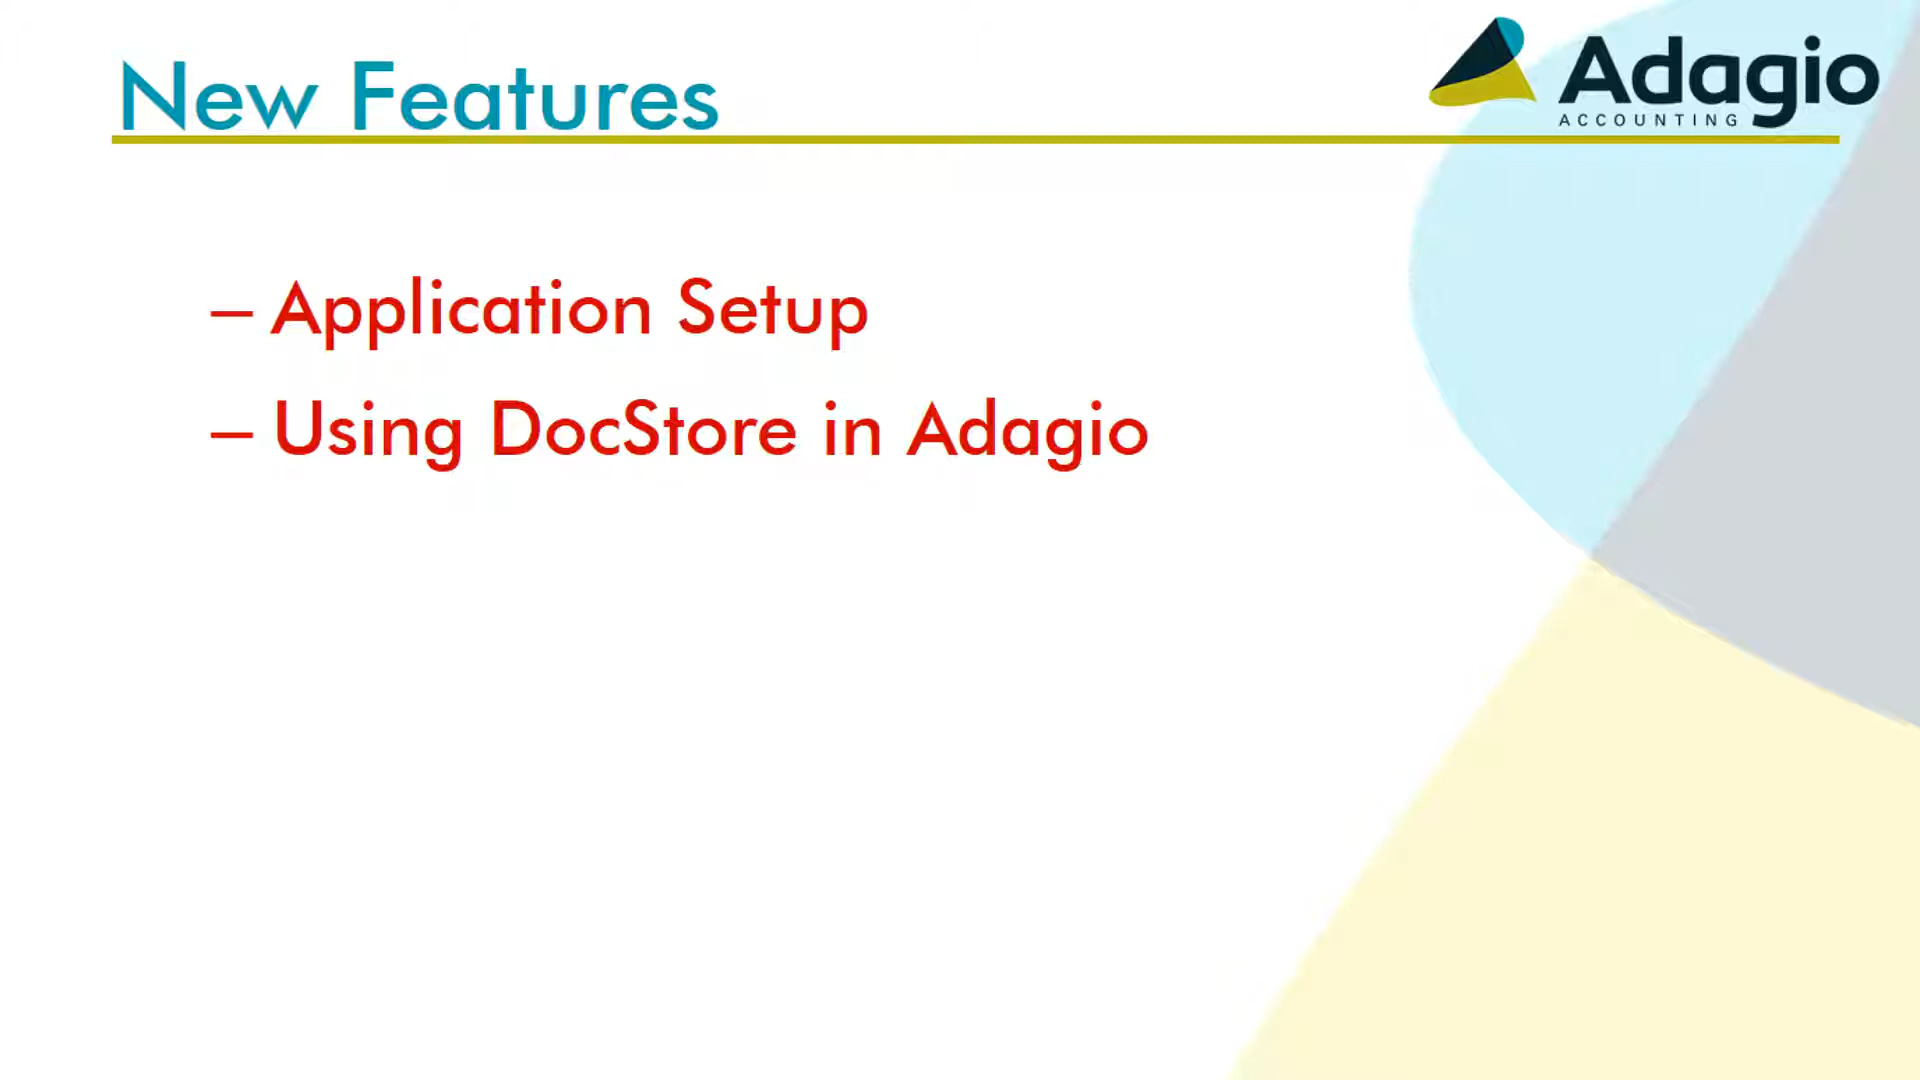 New Features
Adagio
ACCOUNTING
– Application Setup
– Using DocStore in Adagio